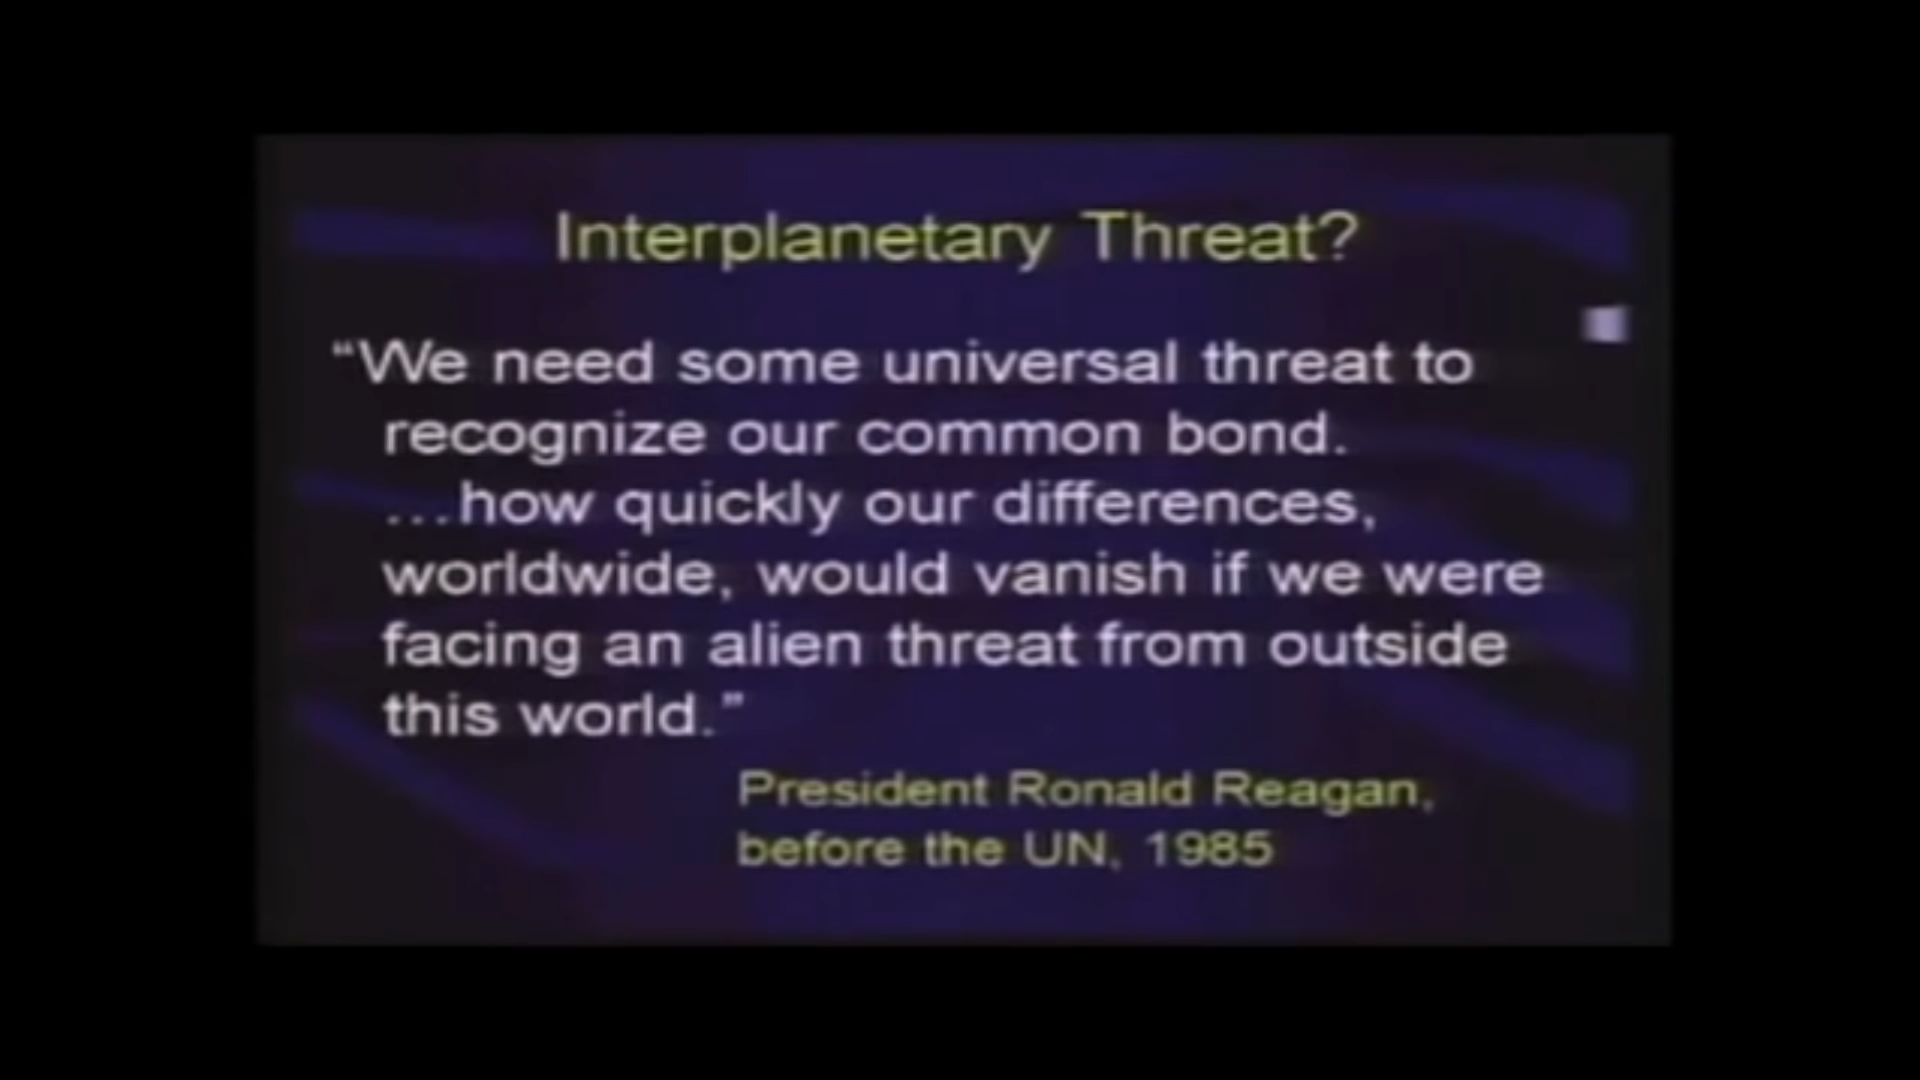 Interplanetary Threat?
“We need some universal threat to
recognize our common bond.
...how quickly our differences,
worldwide, would vanish if we were
facing an alien threat from outside
this world.”
President Ronald Reagan,
before the UN, 1985